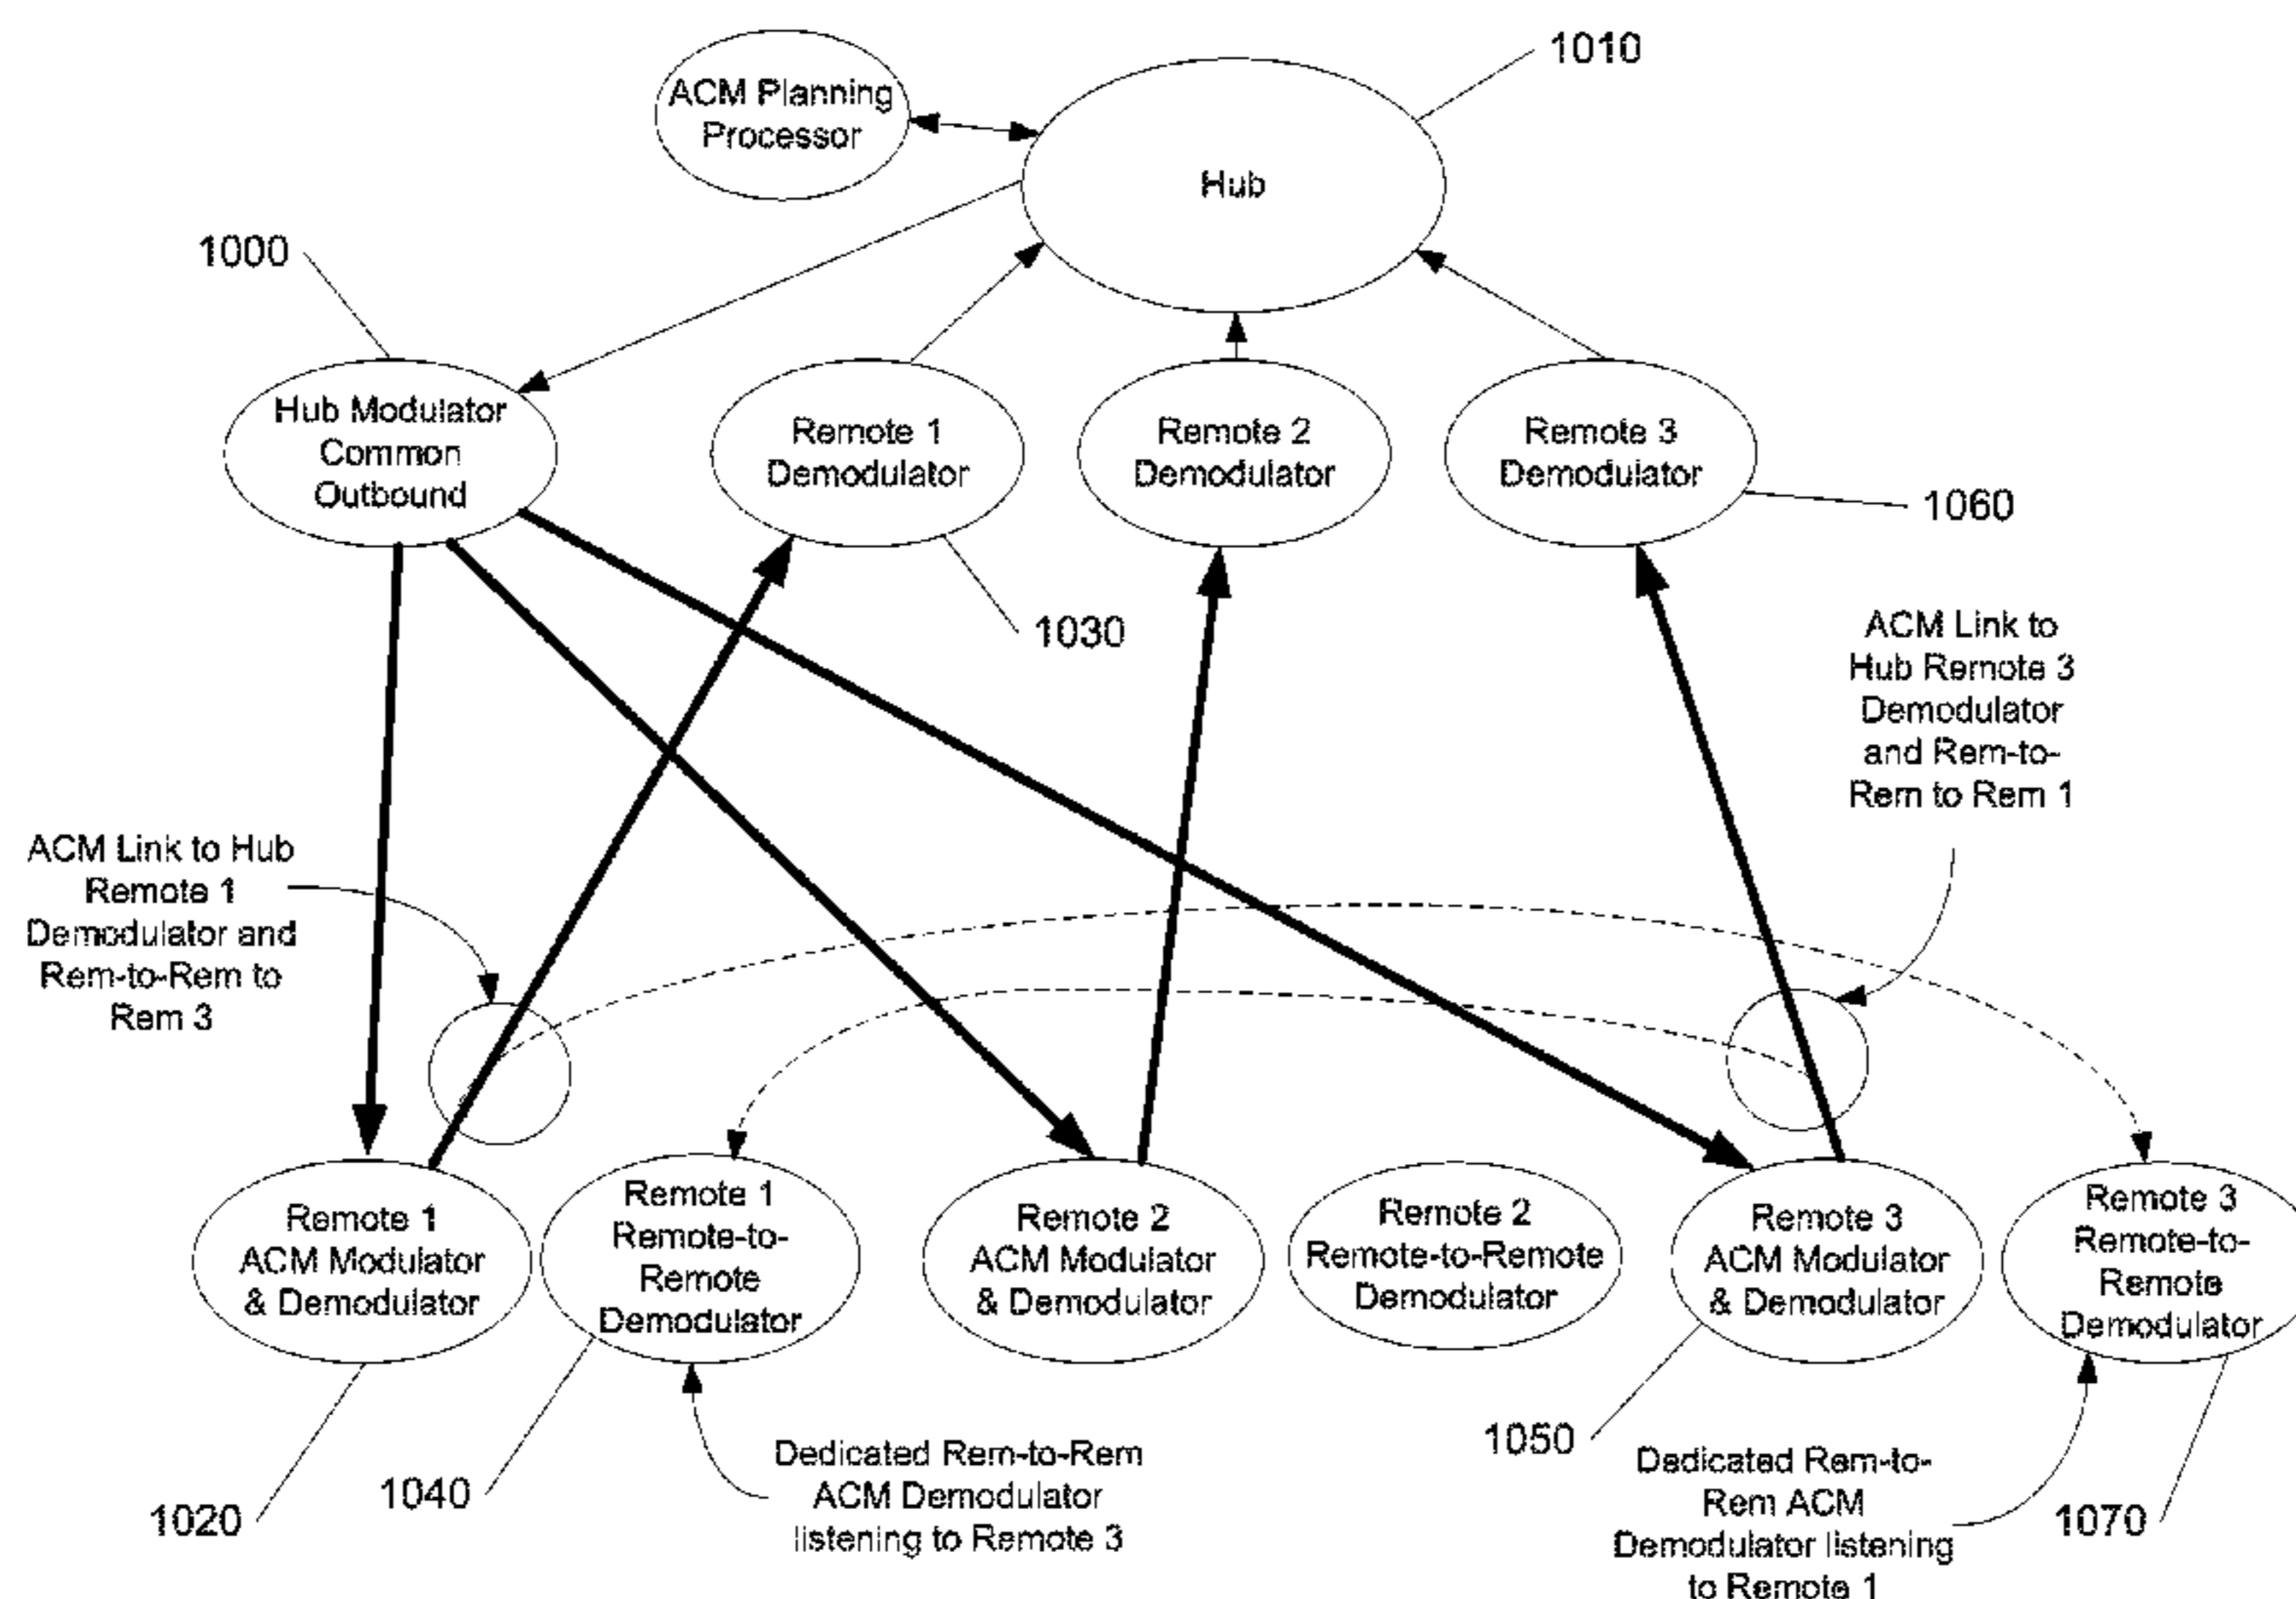 1010
ACM Planning
Processor
Hub
1000
Hub Modulator
Common
Outbound
Remote 1
Demodulator
Remote 2
Demodulator
Remote 3
Demodulator
1060
1030
ACM Link to
Hub Remote 3
Demodulator
and Rem-to-
Rem to Rem 1
ACM Link to Hub
Remote 1
Demodulator and
Rem-to-Rem to
Rem 3
Remote 1
ACM Modulator
& Demodulator
Remote 1
Remote-to-
Remote
Demodulator
Remote 2
ACM Modulator
& Demodulator
Remote 2
Remote-to-Remote
Demodulator
Remote 3
ACM Modulator
& Demodulator
Remote 3
Remote-to-
Remote
Demodulator
1020
1040
Dedicated Rem-to-Rem
ACM Demodulator
listening to Remote 3
1050
Dedicated Rem-to-
Rem ACM
Demodulator listening
to Remote 1
1070